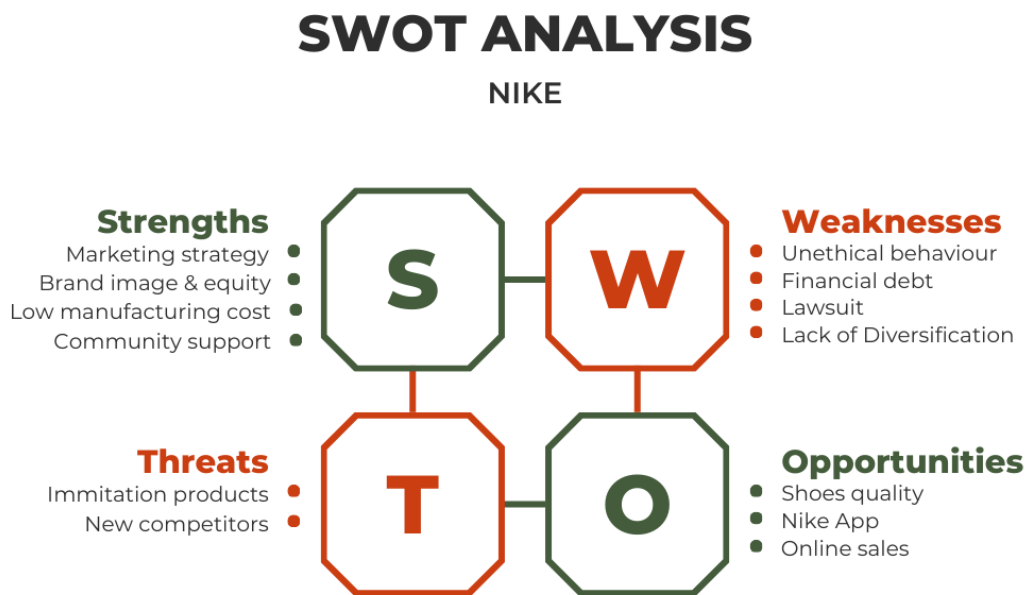 SWOT ANALYSIS
NIKE
Strengths
Marketing strategy
Brand image & equity
Low manufacturing cost
Community support
S
W
Weaknesses
Unethical behaviour
Financial debt
Lawsuit
Lack of Diversification
Threats
Immitation products
New competitors
T
O
Opportunities
Shoes quality
Nike App
Online sales